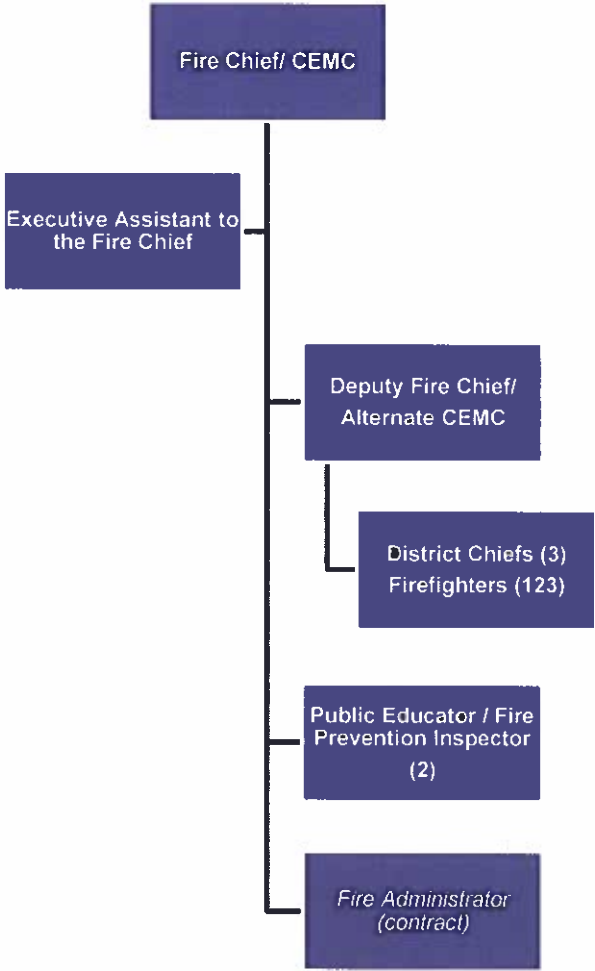 Fire Chief/ CEMC
Executive Assistant to
the Fire Chief
Deputy Fire Chief/
Alternate CEMC
District Chiefs (3)
Firefighters (123)
Public Educator / Fire
Prevention Inspector
(2)
Fire Administrator
(contract)